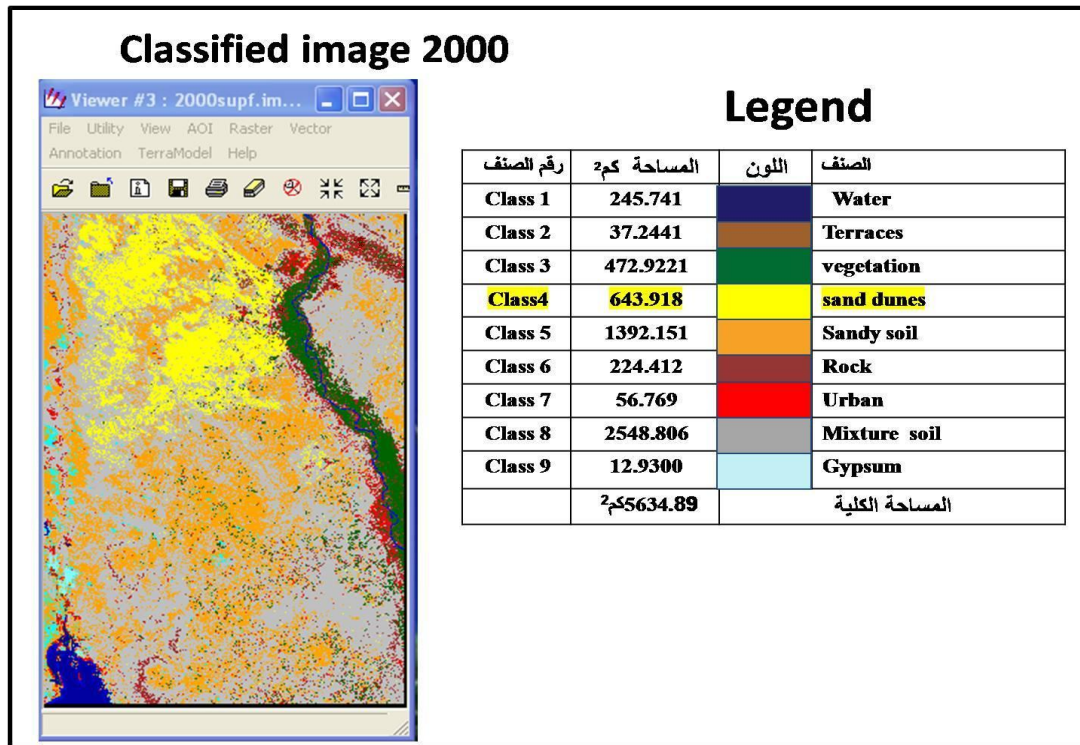 Classified image 2000
Viewer #3 : 2000supf.im...
File Utility View AOI Raster Vector
Annotation TerraModel Help
Legend
رقم الصنف المساحة كم² اللون الصنف
Class 1 245.741 Water
Class 2 37.2441 Terraces
Class 3 472.9221 vegetation
Class4 643.918 sand dunes
Class 5 1392.151 Sandy soil
Class 6 224.412 Rock
Class 7 56.769 Urban
Class 8 2548.806 Mixture soil
Class 9 12.9300 Gypsum
5634.89كم² المساحة الكلية